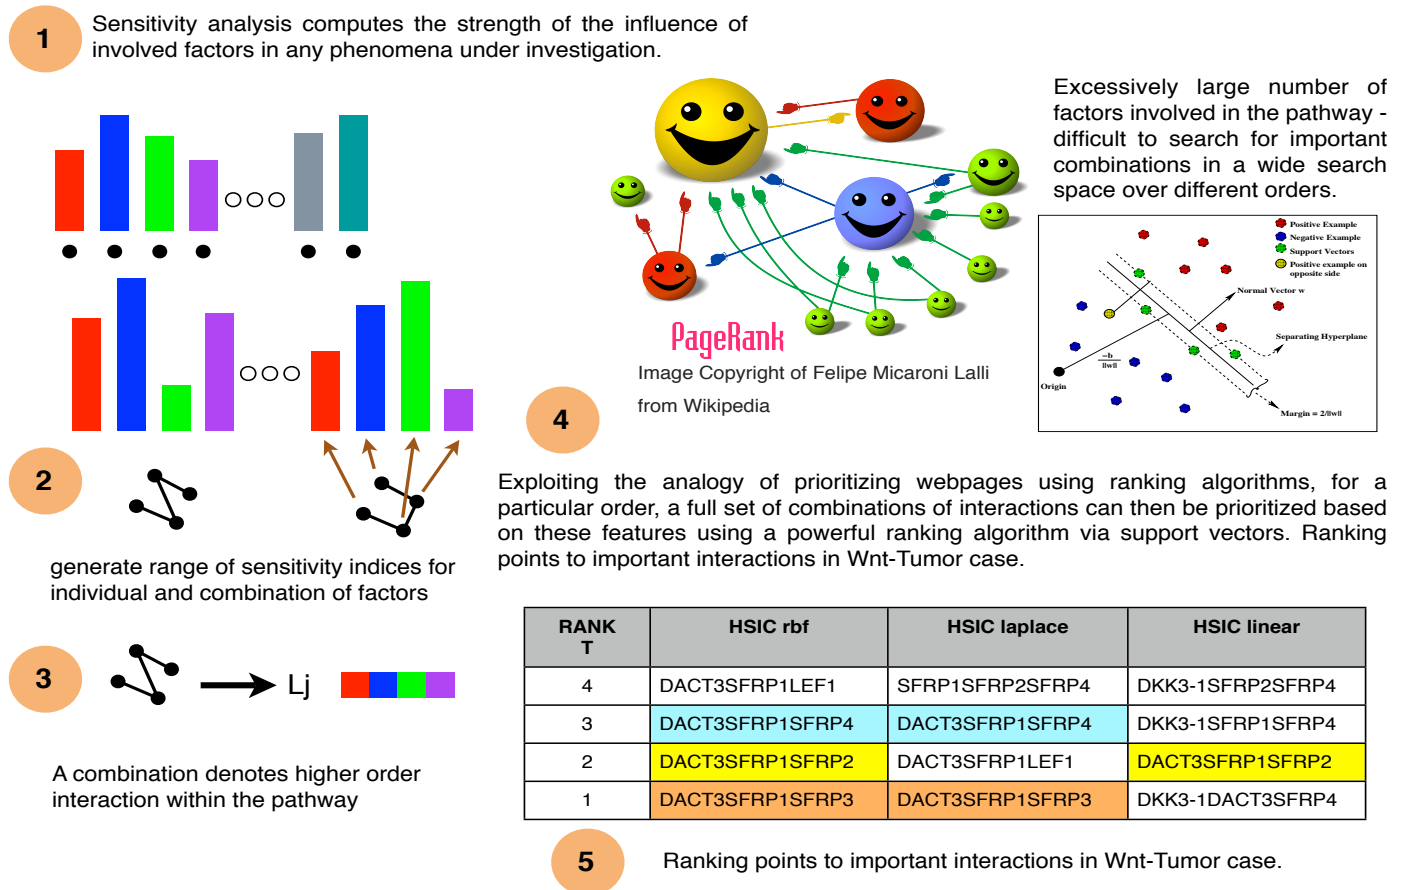 1
Sensitivity analysis computes the strength of the influence of
involved factors in any phenomena under investigation.
2
generate range of sensitivity indices for
individual and combination of factors
3
Lj
A combination denotes higher order
interaction within the pathway
PageRank
Image Copyright of Felipe Micaroni Lalli
from Wikipedia
4
Excessively large number of
factors involved in the pathway -
difficult to search for important
combinations in a wide search
space over different orders.
Positive Example
Negative Example
Support Vectors
Positive example on
opposite side
Normal Vector w
Separating Hyperplane
-b
||w||
Origin
Margin = 2/||w||
Exploiting the analogy of prioritizing webpages using ranking algorithms, for a
particular order, a full set of combinations of interactions can then be prioritized based
on these features using a powerful ranking algorithm via support vectors. Ranking
points to important interactions in Wnt-Tumor case.
RANK T HSIC rbf HSIC laplace HSIC linear
4 DACT3SFRP1LEF1 SFRP1SFRP2SFRP4 DKK3-1SFRP2SFRP4
3 DACT3SFRP1SFRP4 DACT3SFRP1SFRP4 DKK3-1SFRP1SFRP4
2 DACT3SFRP1SFRP2 DACT3SFRP1LEF1 DACT3SFRP1SFRP2
1 DACT3SFRP1SFRP3 DACT3SFRP1SFRP3 DKK3-1DACT3SFRP4
5
Ranking points to important interactions in Wnt-Tumor case.